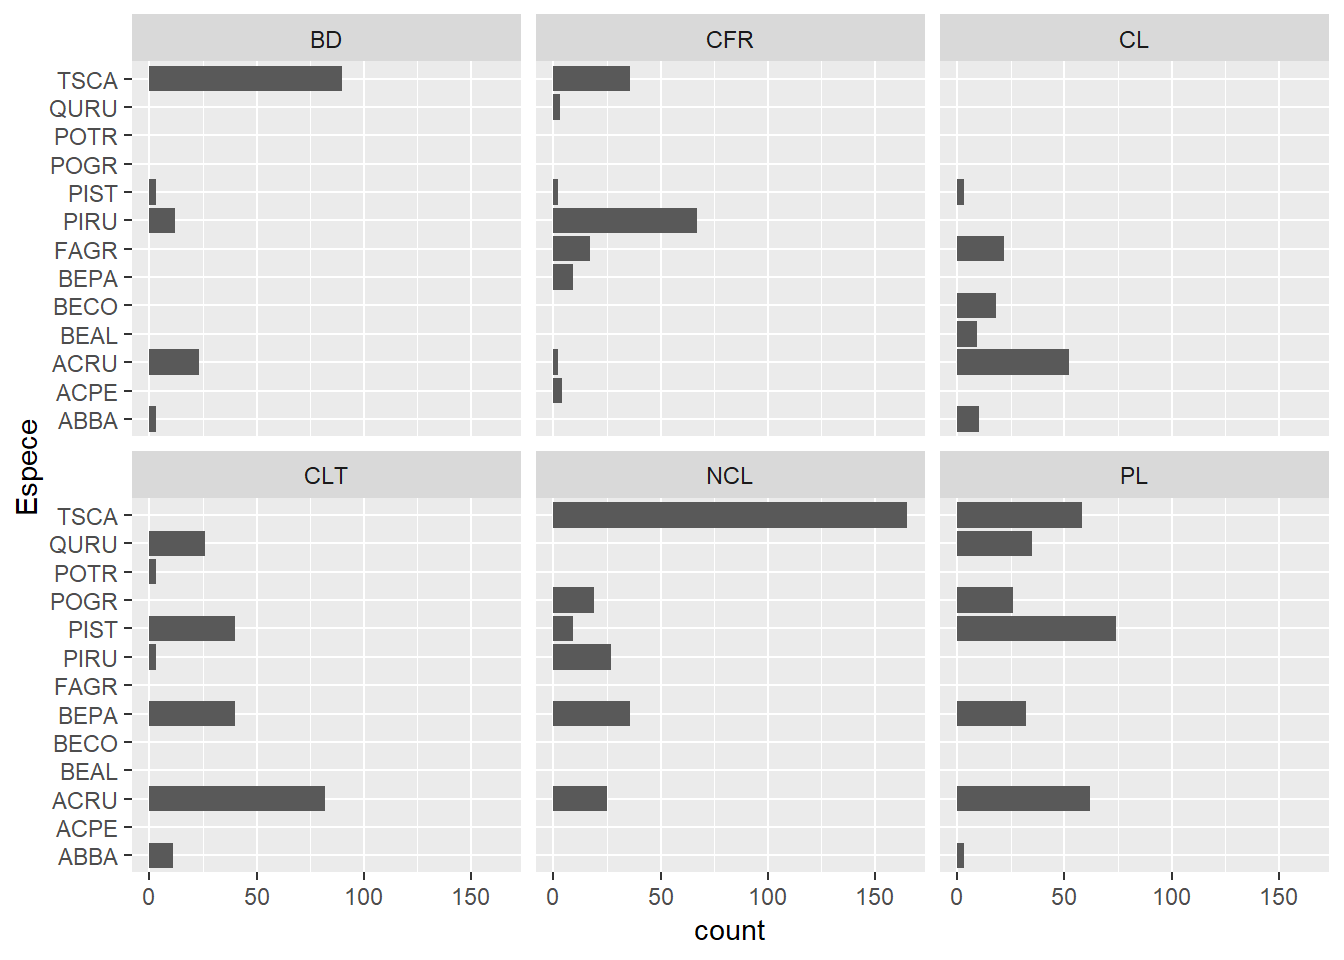 BD
CFR
CL
TSCA
QURU
POTR
POGR
PIST
PIRU
FAGR
BEPA
BECO
BEAL
ACRU
ACPE
ABBA
Espece
CLT
NCL
PL
TSCA
QURU
POTR
POGR
PIST
PIRU
FAGR
BEPA
BECO
BEAL
ACRU
ACPE
ABBA
0 50 100 150
0 50 100 150
0 50 100 150
count